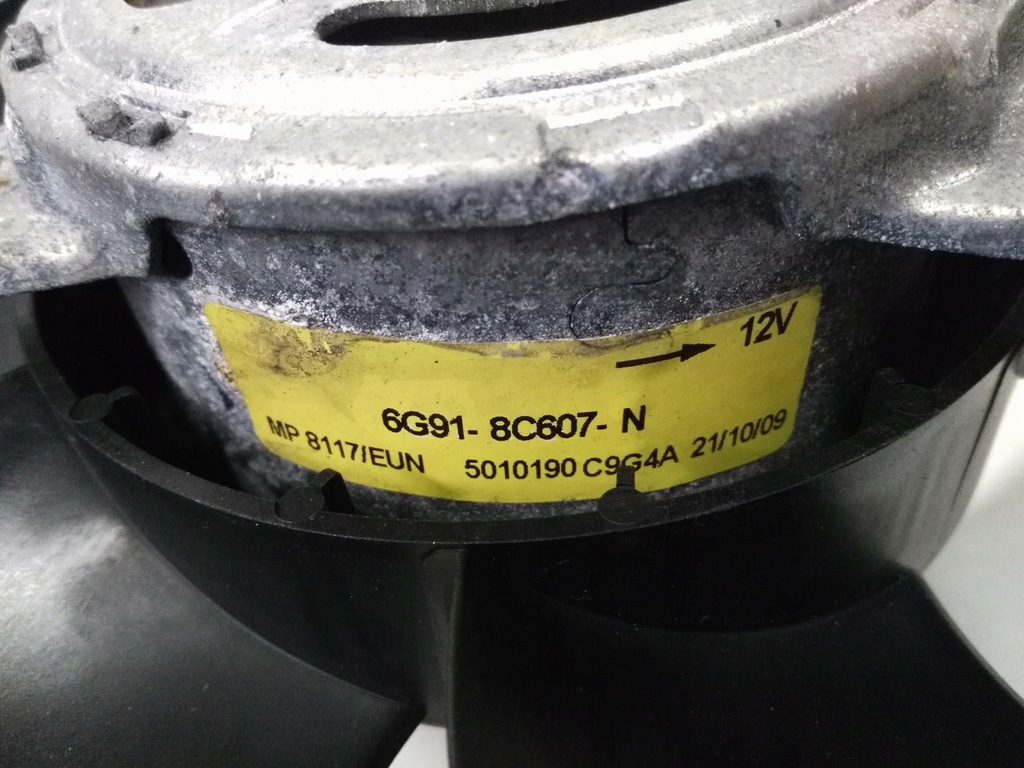 12V
6G91- 8C607- N
MP 8117/EUN 5010190 C9G4A 21/10/09